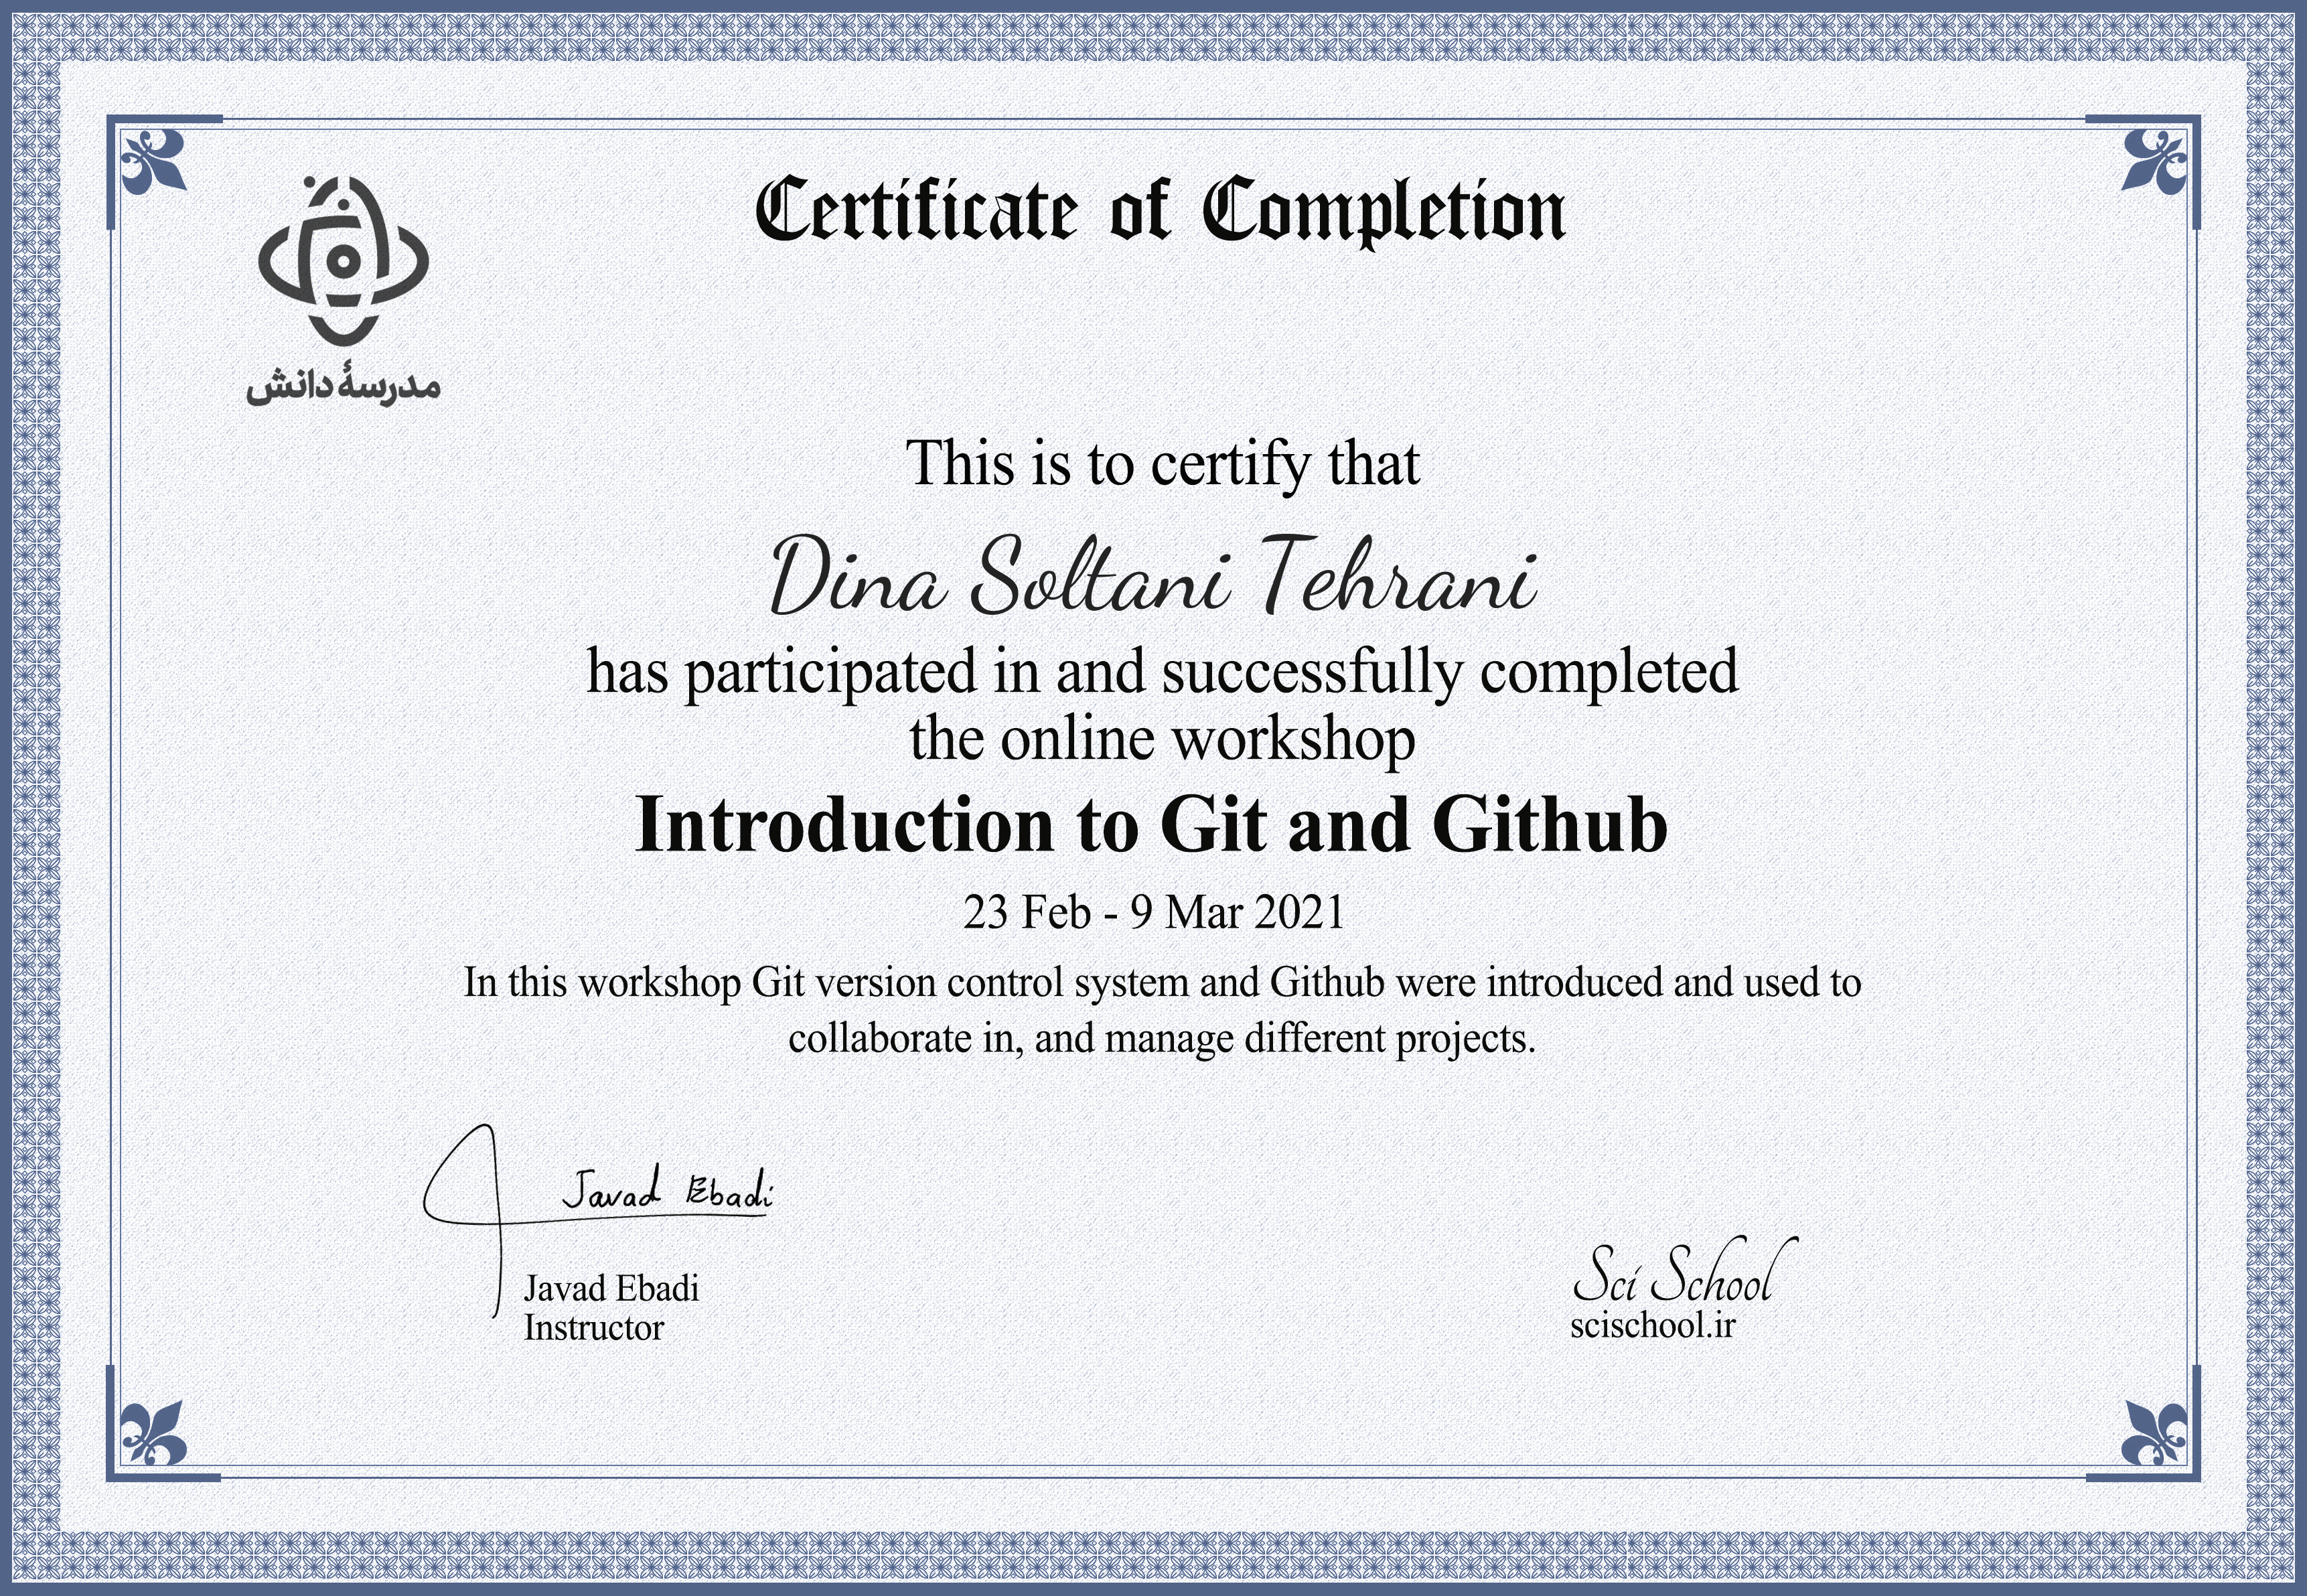 Certificate of Completion
مدرسهٔ دانش
This is to certify that
Dina Soltani Tehrani
has participated in and successfully completed
the online workshop
Introduction to Git and Github
23 Feb - 9 Mar 2021
In this workshop Git version control system and Github were introduced and used to
collaborate in, and manage different projects.
Javad Ebadi
Javad Ebadi
Instructor
Sci School
scischool.ir